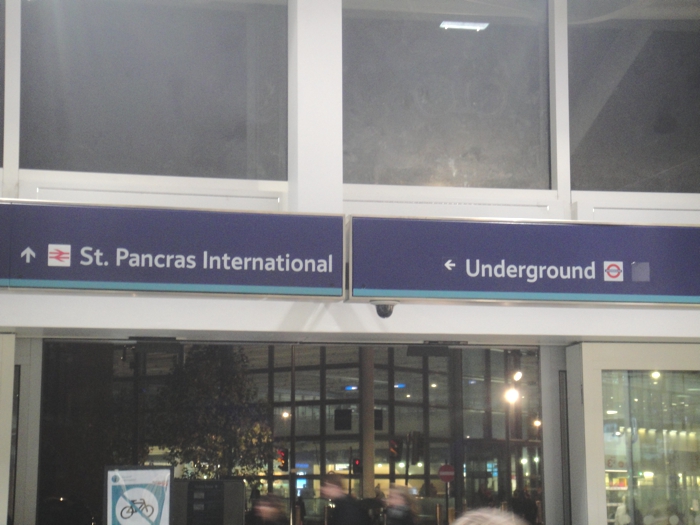 ↑ St. Pancras International
← Underground